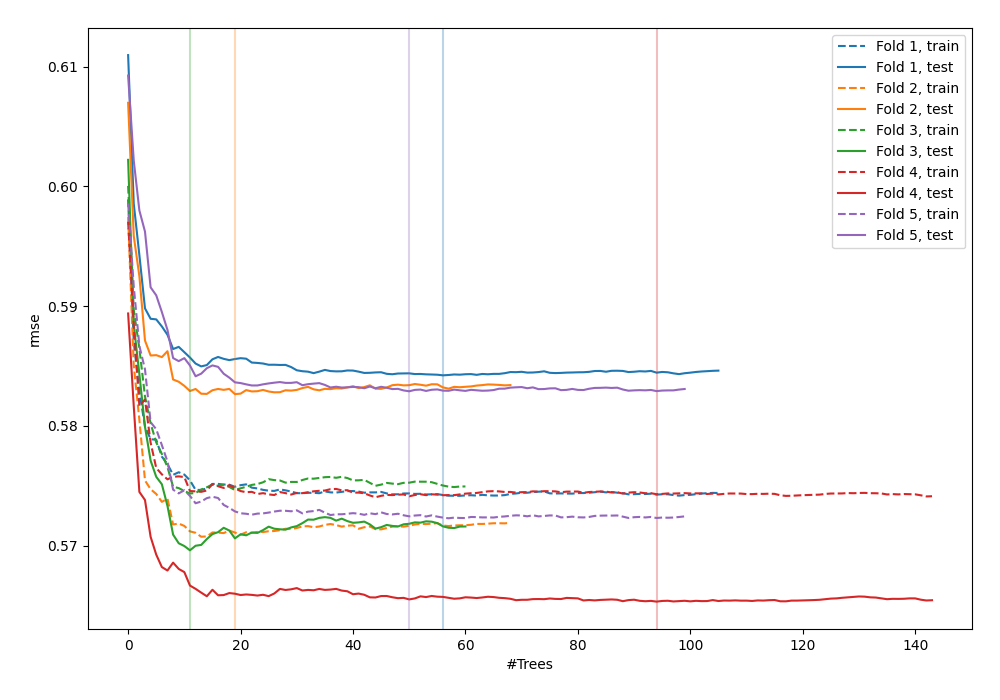 0.61
0.60
0.59
0.58
0.57
rmse
0
20
40
60
80
100
120
140
#Trees
Fold 1, train
Fold 1, test
Fold 2, train
Fold 2, test
Fold 3, train
Fold 3, test
Fold 4, train
Fold 4, test
Fold 5, train
Fold 5, test